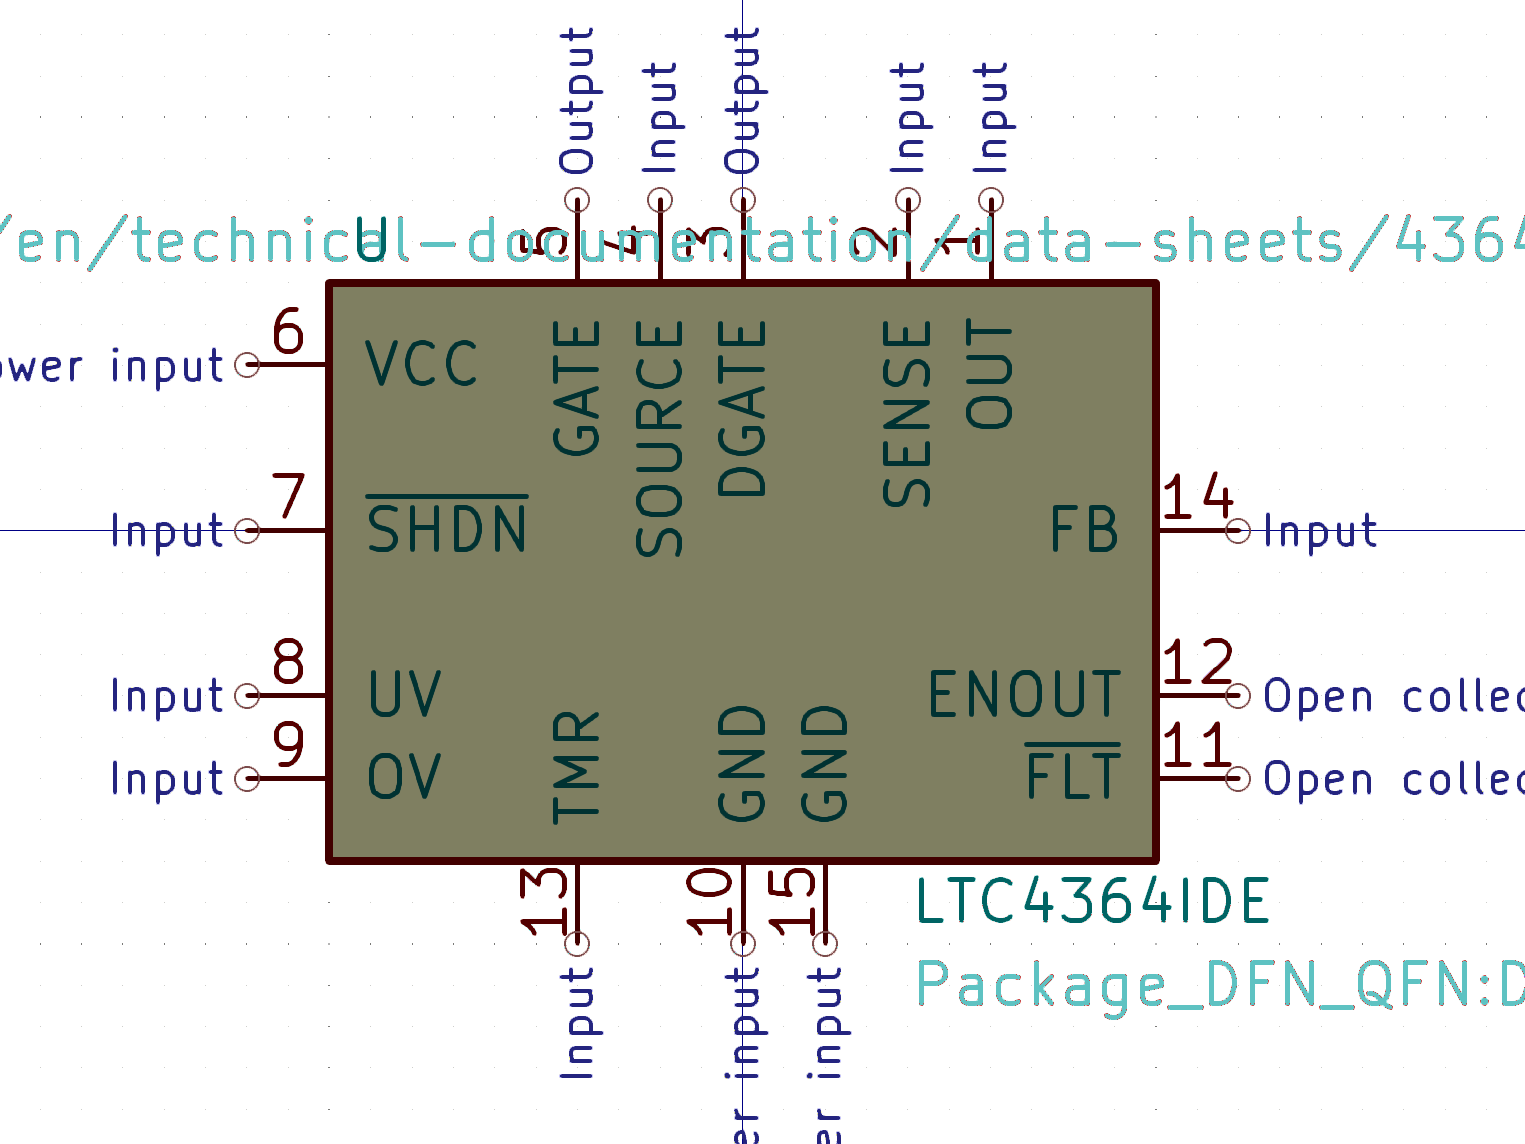 Output
Input
Output
Input
Input
/en/technical-documentation/data-sheets/4364
U
5
4
3
2
1
6
VCC
GATE
SOURCE
DGATE
SENSE
OUT
ower input
7
SHDN
Input
14
FB
Input
8
UV
Input
12
ENOUT
Open collec
9
OV
Input
11
FLT
Open collec
TMR
GND
GND
13
10
15
LTC4364IDE
Package_DFN_QFN:D
Input
er input
er input